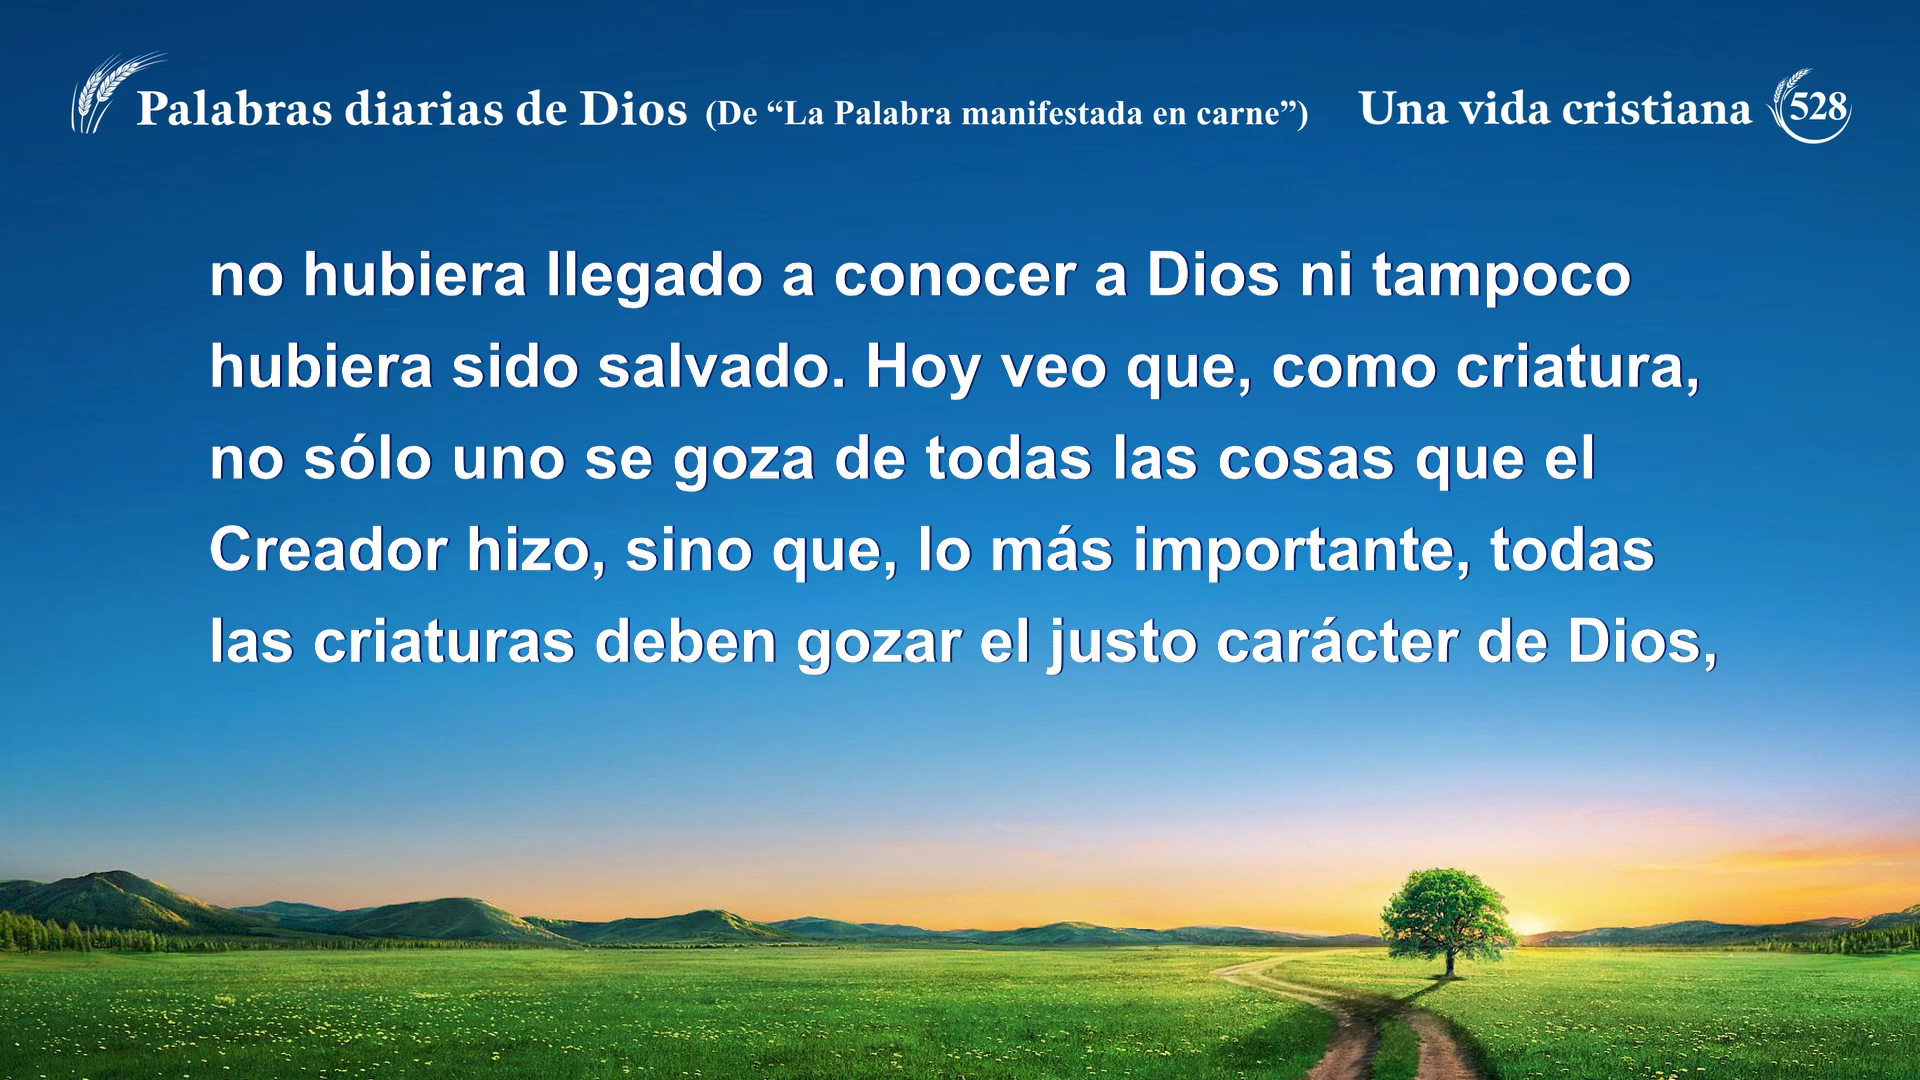 Palabras diarias de Dios (De “La Palabra manifestada en carne”) Una vida cristiana 528
no hubiera llegado a conocer a Dios ni tampoco
hubiera sido salvado. Hoy veo que, como criatura,
no sólo uno se goza de todas las cosas que el
Creador hizo, sino que, lo más importante, todas
las criaturas deben gozar el justo carácter de Dios,